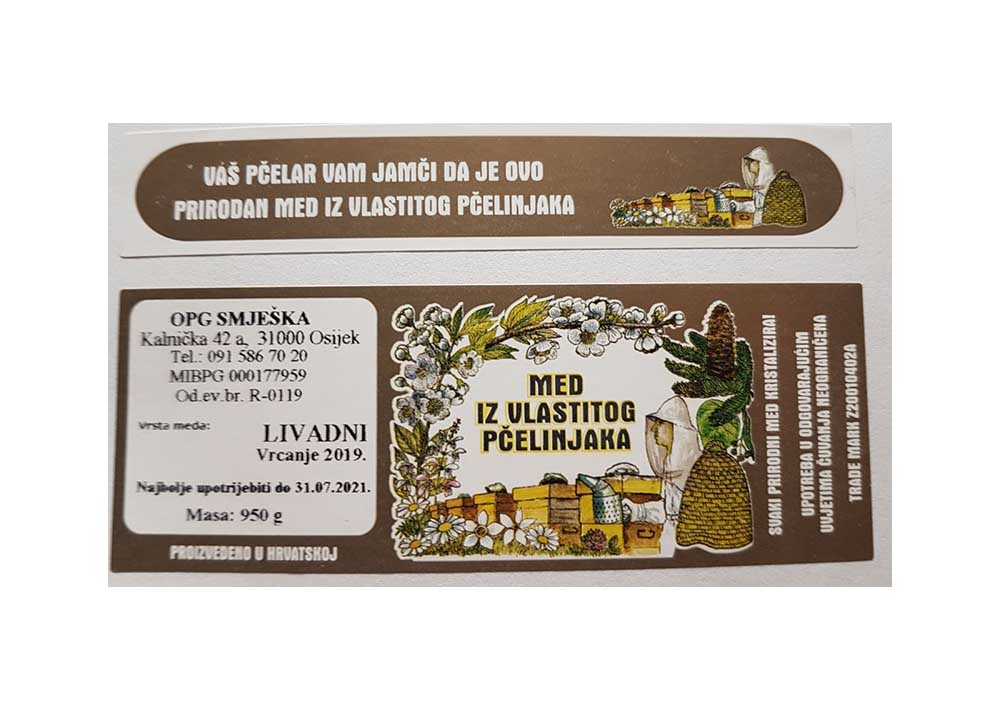 VAŠ PČELAR VAM JAMČI DA JE OVO
PRIRODAN MED IZ VLASTITOG PČELINJAKA
OPG SMJEŠKA
Kalnička 42 a, 31000 Osijek
Tel.: 091 586 70 20
MIBPG 000177959
Od.ev.br. R-0119
Vrsta meda:
LIVADNI
Vrcanje 2019.
Najbolje upotrijebiti do 31.07.2021.
Masa: 950 g
PROIZVEDENO U HRVATSKOJ
MED
IZ VLASTITOG
PČELINJAKA
SVAKI PRIRODNI MED KRISTALIZIRA!
UPOTREBA U ODGOVARAJUĆIM
UVJETIMA ČUVANJA NEOGRANIČENA
TRADE MARK Z20010402A